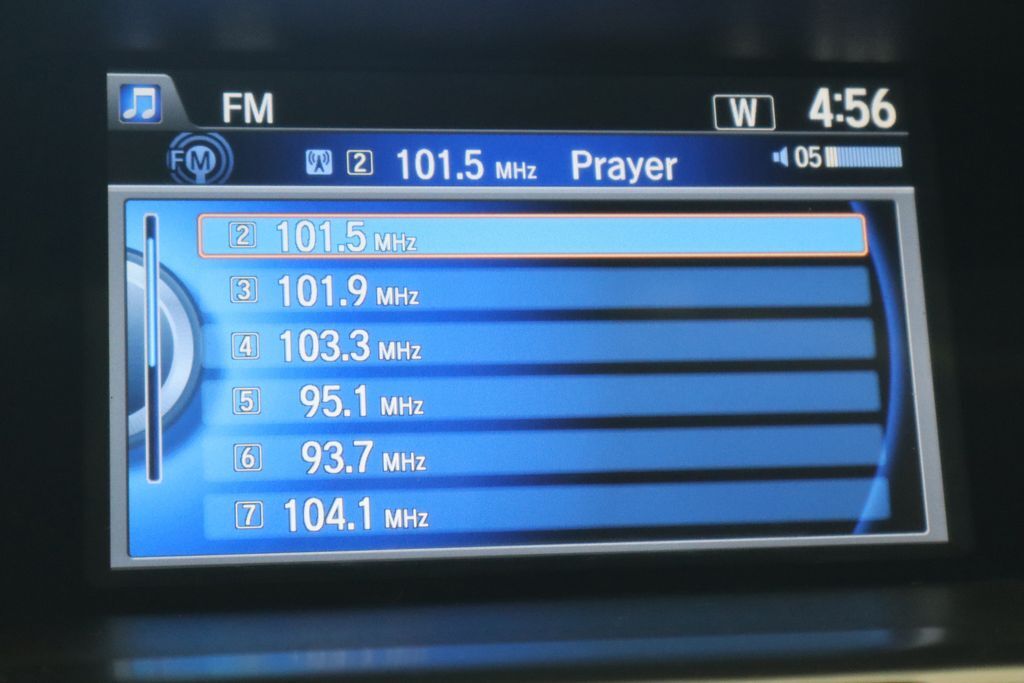 FM W 4:56
FM 2 101.5 MHz Prayer 05
2 101.5 MHz
3 101.9 MHz
4 103.3 MHz
5 95.1 MHz
6 93.7 MHz
7 104.1 MHz